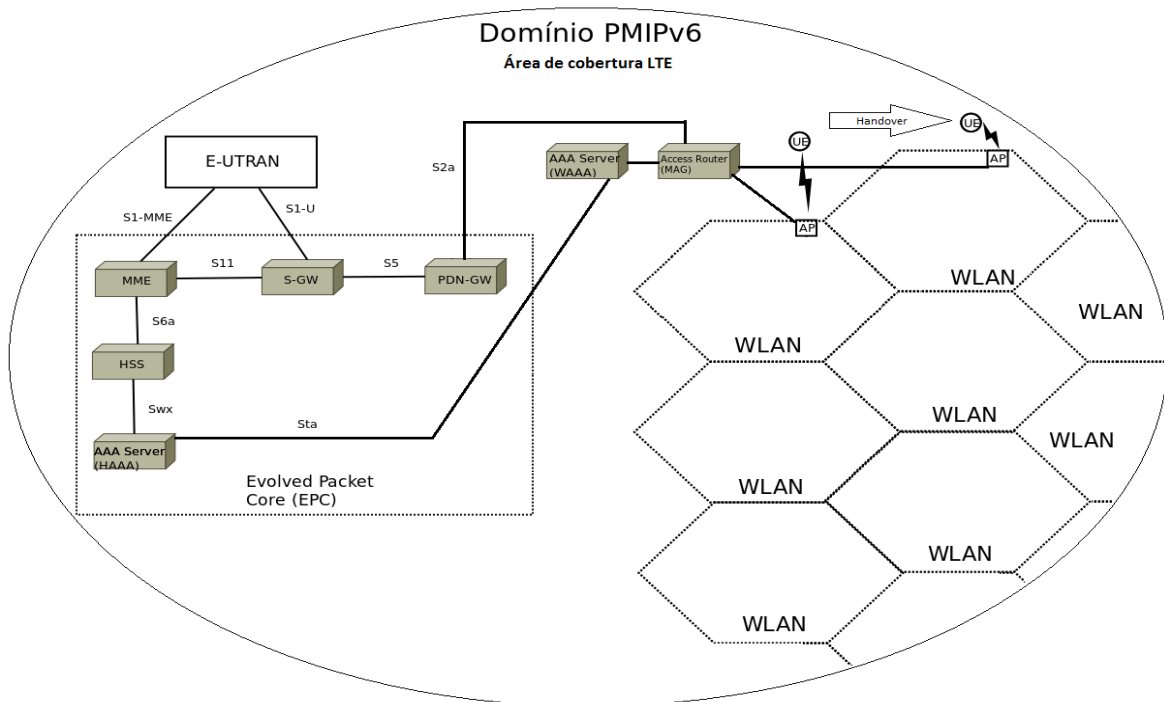 Domínio PMIPv6
Área de cobertura LTE
Handover
UE
UE
E-UTRAN
S2a
AAA Server
(WAAA)
Access Router
(MAG)
AP
AP
S1-MME
S1-U
MME
S11
S-GW
S5
PDN-GW
S6a
HSS
Swx
Sta
AAA Server
(HAAA)
Evolved Packet
Core (EPC)
WLAN
WLAN
WLAN
WLAN
WLAN
WLAN
WLAN
WLAN